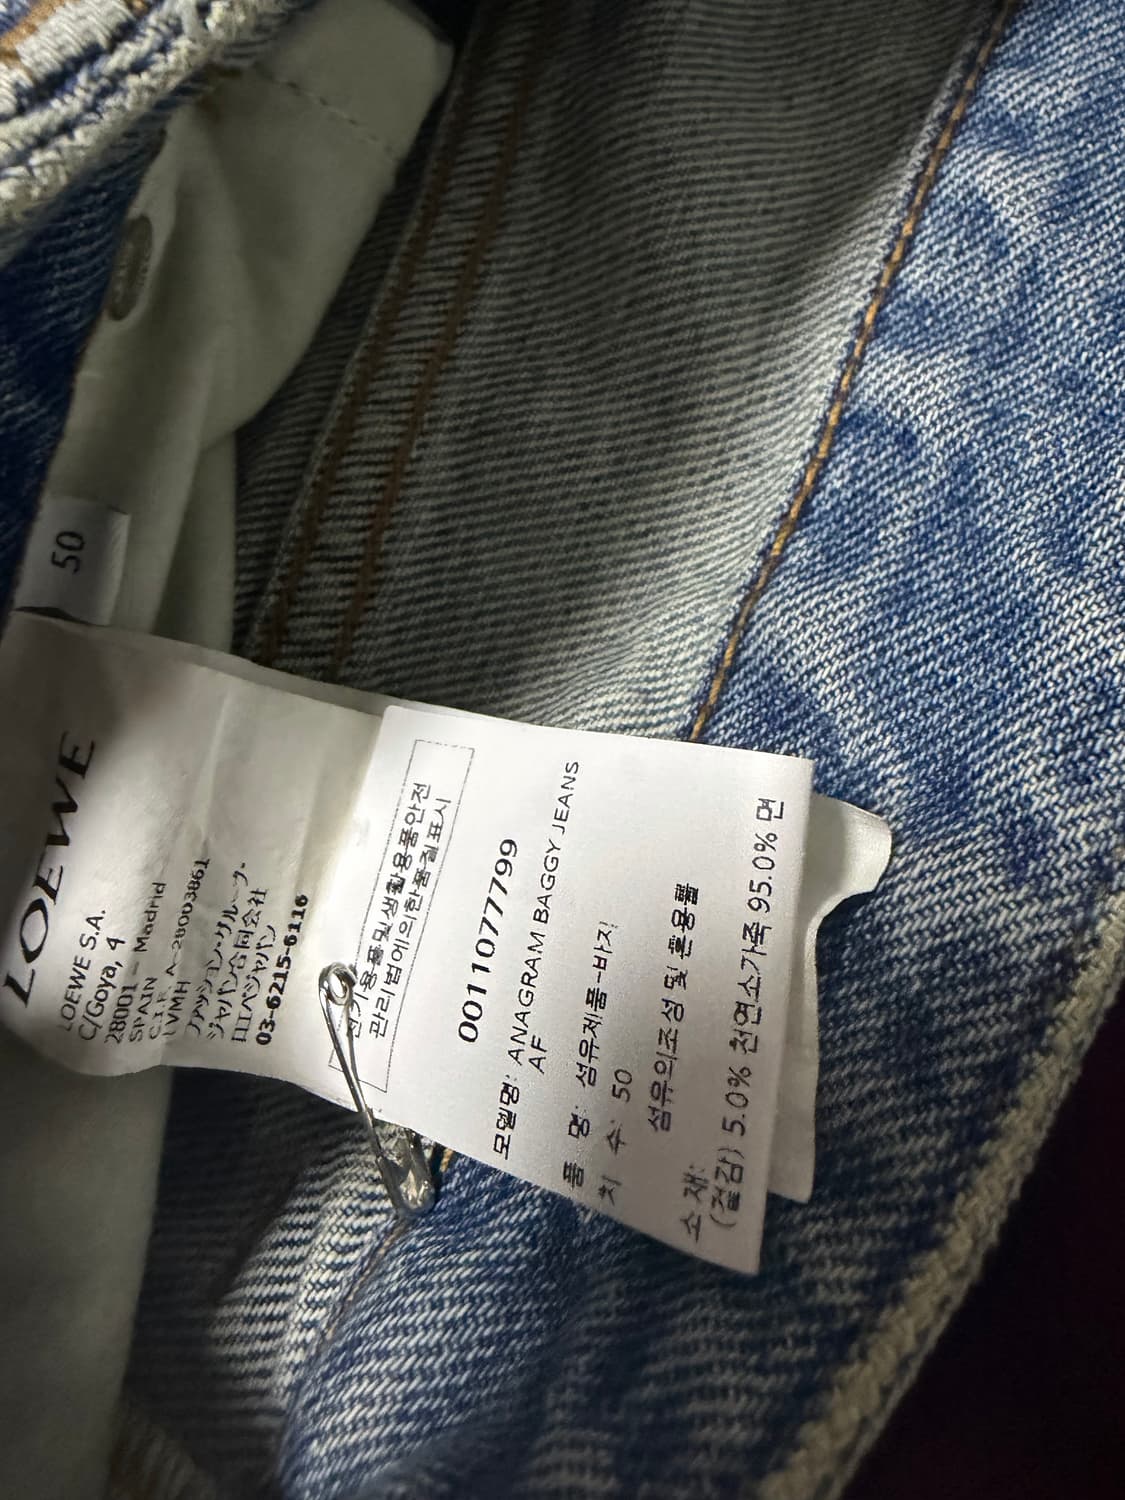 50
LOEWE
LOEWE S.A.
C/Goya, 4
28001 - Madrid
SPAIN
C.I.F. A-28003861
LVMH
ファッション・グループ・
ジャパン合同会社
ロエベジャパン
03-6215-6116
전기용품및생활용품안전
관리법에의한품질표시
0011077799
모델명: ANAGRAM BAGGY JEANS
AF
품 명: 섬유제품-바지
치 수: 50
섬유의조성 및 혼용률
소 재:
(겉감) 5.0% 천연소가죽 95.0% 면